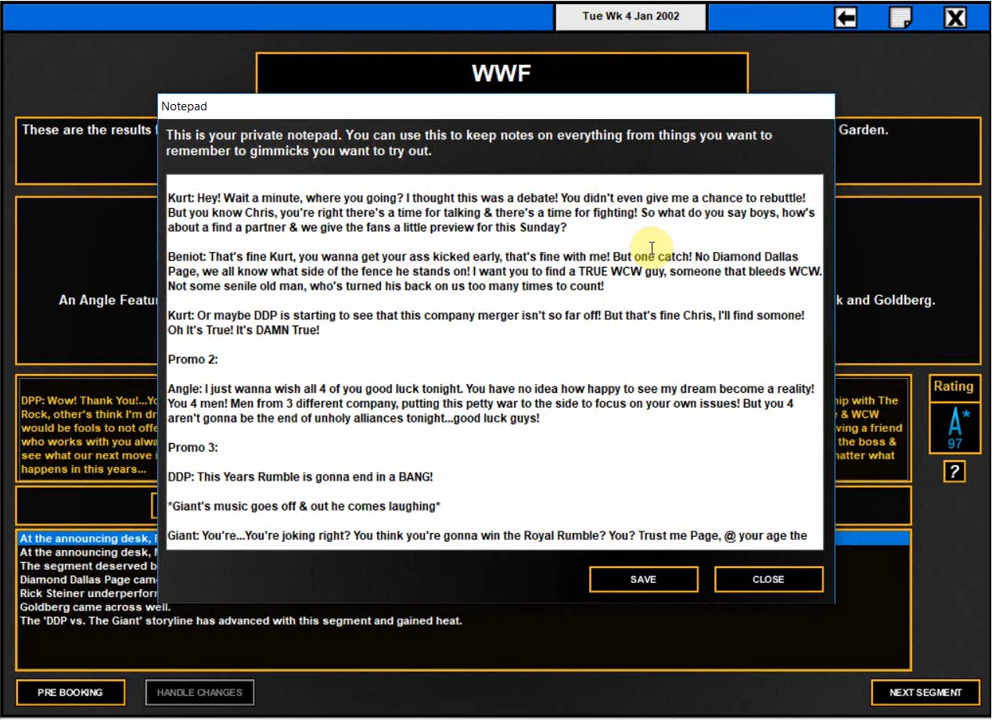 Tue Wk 4 Jan 2002
WWF
These are the results
Garden.
Notepad
This is your private notepad. You can use this to keep notes on everything from things you want to
remember to gimmicks you want to try out.
Kurt: Hey! Wait a minute, where you going? I thought this was a debate! You didn't even give me a chance to rebuttle!
But you know Chris, you're right there's a time for talking & there's a time for fighting! So what do you say boys, how's
about a find a partner & we give the fans a little preview for this Sunday?
Beniot: That's fine Kurt, you wanna get your ass kicked early, that's fine with me! But one catch! No Diamond Dallas
Page, we all know what side of the fence he stands on! I want you to find a TRUE WCW guy, someone that bleeds WCW.
Not some senile old man, who's turned his back on us too many times to count!
Kurt: Or maybe DDP is starting to see that this company merger isn't so far off! But that's fine Chris, I'll find somone!
Oh It's True! It's DAMN True!
Promo 2:
Angle: I just wanna wish all 4 of you good luck tonight. You have no idea how happy to see my dream become a reality!
You 4 men! Men from 3 different company, putting this petty war to the side to focus on your own issues! But you 4
aren't gonna be the end of unholy alliances tonight...good luck guys!
Promo 3:
DDP: This Years Rumble is gonna end in a BANG!
*Giant's music goes off & out he comes laughing*
Giant: You're...You're joking right? You think you're gonna win the Royal Rumble? You? Trust me Page, @ your age the
SAVE
CLOSE
An Angle Featu
k and Goldberg.
DPP: Wow! Thank You!...Yo
Rock, other's think I'm dr
would be fools to not offe
who works with you alwa
see what our next move i
happens in this years...
hip with The
& WCW
ving a friend
the boss &
atter what
Rating
A*
97
?
At the announcing desk,
At the announcing desk,
The segment deserved b
Diamond Dallas Page cam
Rick Steiner underperfor
Goldberg came across well.
The 'DDP vs. The Giant' storyline has advanced with this segment and gained heat.
PRE BOOKING
HANDLE CHANGES
NEXT SEGMENT